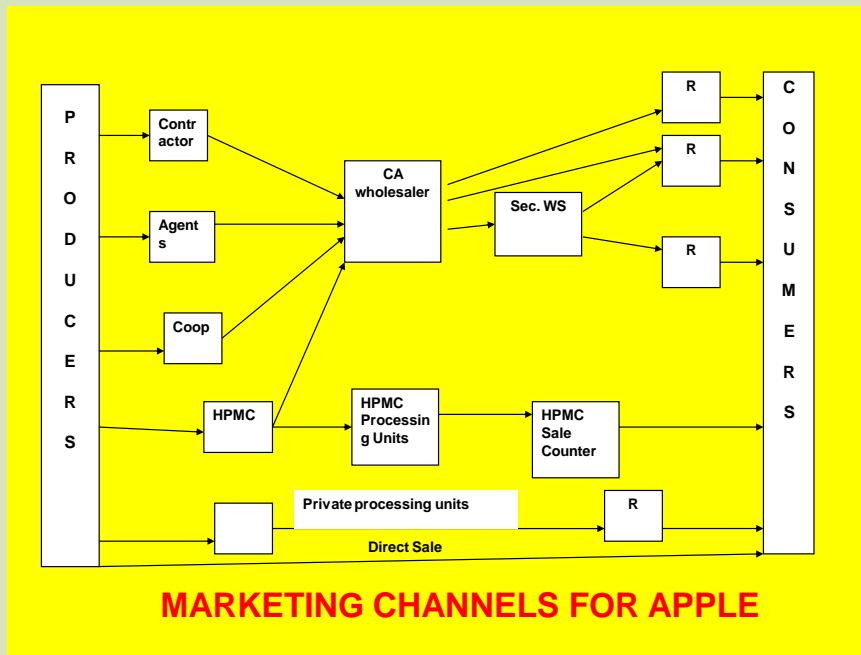 P
R
O
D
U
C
E
R
S
Contr
actor
Agent
s
Coop
HPMC
CA
wholesaler
Sec. WS
R
R
R
HPMC
Processin
g Units
HPMC
Sale
Counter
Private processing units
R
Direct Sale
C
O
N
S
U
M
E
R
S
MARKETING CHANNELS FOR APPLE